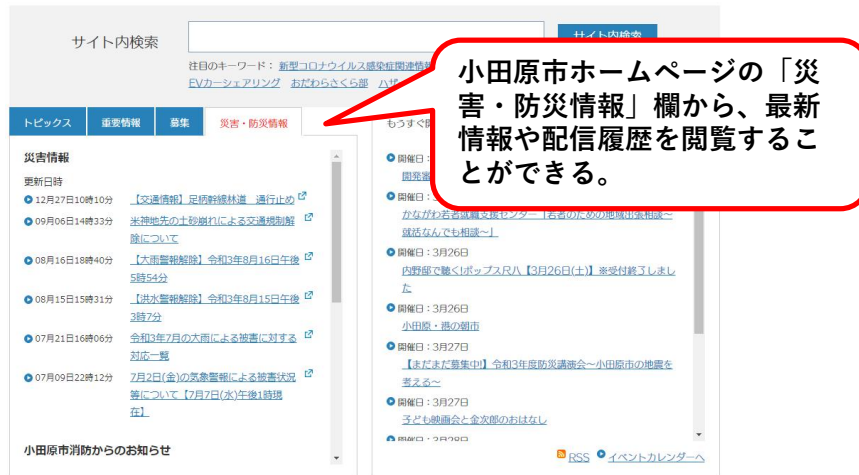 サイト内検索
サイト内検索
注目のキーワード： 新型コロナウイルス感染症関連情報
EVカーシェアリング おだわらさくら部 ハザ
小田原市ホームページの「災
害・防災情報」欄から、最新
情報や配信履歴を閲覧するこ
とができる。
トピックス 重要情報 募集 災害・防災情報
災害情報
更新日時
12月27日10時10分 【交通情報】足柄幹線林道 通行止め
09月06日14時33分 米神地先の土砂崩れによる交通規制解
除について
08月16日18時40分 【大雨警報解除】令和3年8月16日午後
5時54分
08月15日15時31分 【洪水警報解除】令和3年8月15日午後
3時7分
07月21日16時06分 令和3年7月の大雨による被害に対する
対応一覧
07月09日22時12分 7月2日(金)の気象警報による被害状況
等について【7月7日(水)午後1時現
在】
小田原市消防からのお知らせ
もうすぐ開
開催日：
開発審
開催日：3
かながわ若者就職支援センター「若者のための地域出張相談～
就活なんでも相談～」
開催日：3月26日
内野邸で聴く!ポップス尺八【3月26日(土)】※受付終了しまし
た
開催日：3月26日
小田原・港の朝市
開催日：3月27日
【まだまだ募集中!】令和3年度防災講演会～小田原市の地震を
考える～
開催日：3月27日
子ども映画会と金次郎のおはなし
開催日：3月28日
RSS イベントカレンダーへ